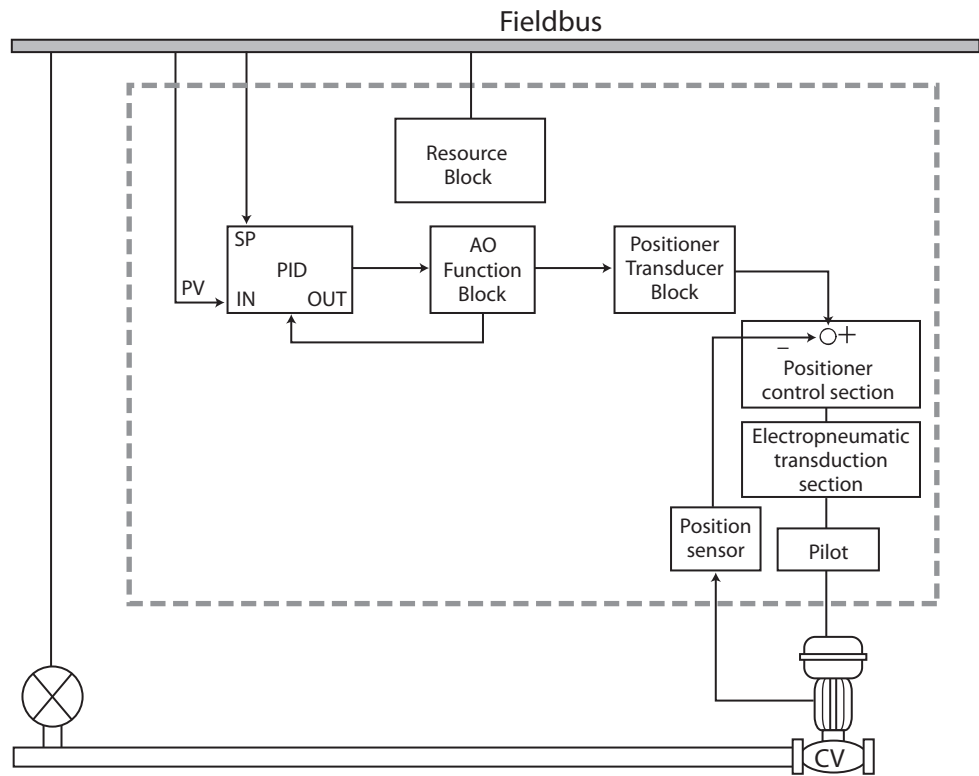 Fieldbus
Resource
Block
SP
PID
PV
IN
OUT
AO
Function
Block
Positioner
Transducer
Block
+
–
Positioner
control section
Electropneumatic
transduction
section
Position
sensor
Pilot
CV